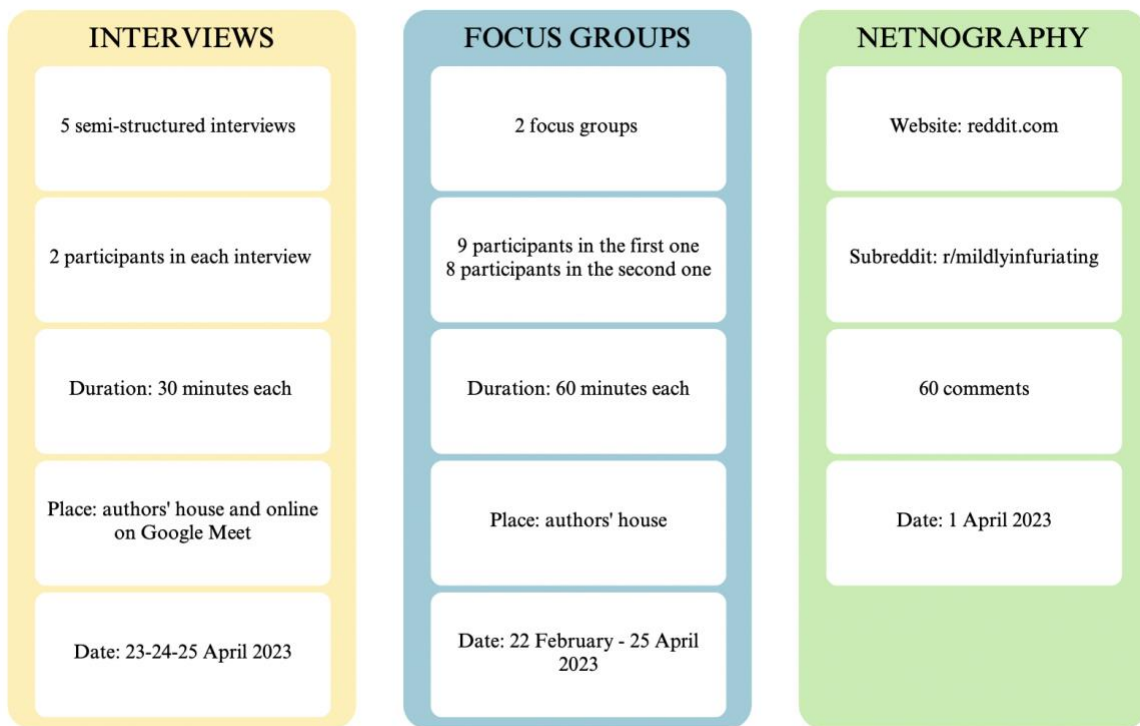 INTERVIEWS
5 semi-structured interviews
2 participants in each interview
Duration: 30 minutes each
Place: authors' house and online
on Google Meet
Date: 23-24-25 April 2023
FOCUS GROUPS
2 focus groups
9 participants in the first one
8 participants in the second one
Duration: 60 minutes each
Place: authors' house
Date: 22 February - 25 April
2023
NETNOGRAPHY
Website: reddit.com
Subreddit: r/mildlyinfuriating
60 comments
Date: 1 April 2023